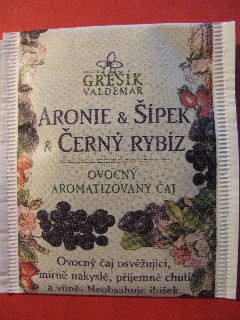 GREŠÍK
VALDEMAR
ARONIE & ŠÍPEK
& ČERNÝ RYBÍZ
OVOCNÝ
AROMATIZOVANÝ ČAJ
Ovocný čaj osvěžující,
mírně nakyslé, příjemné chuti
a vůně. Neobsahuje ibišek.